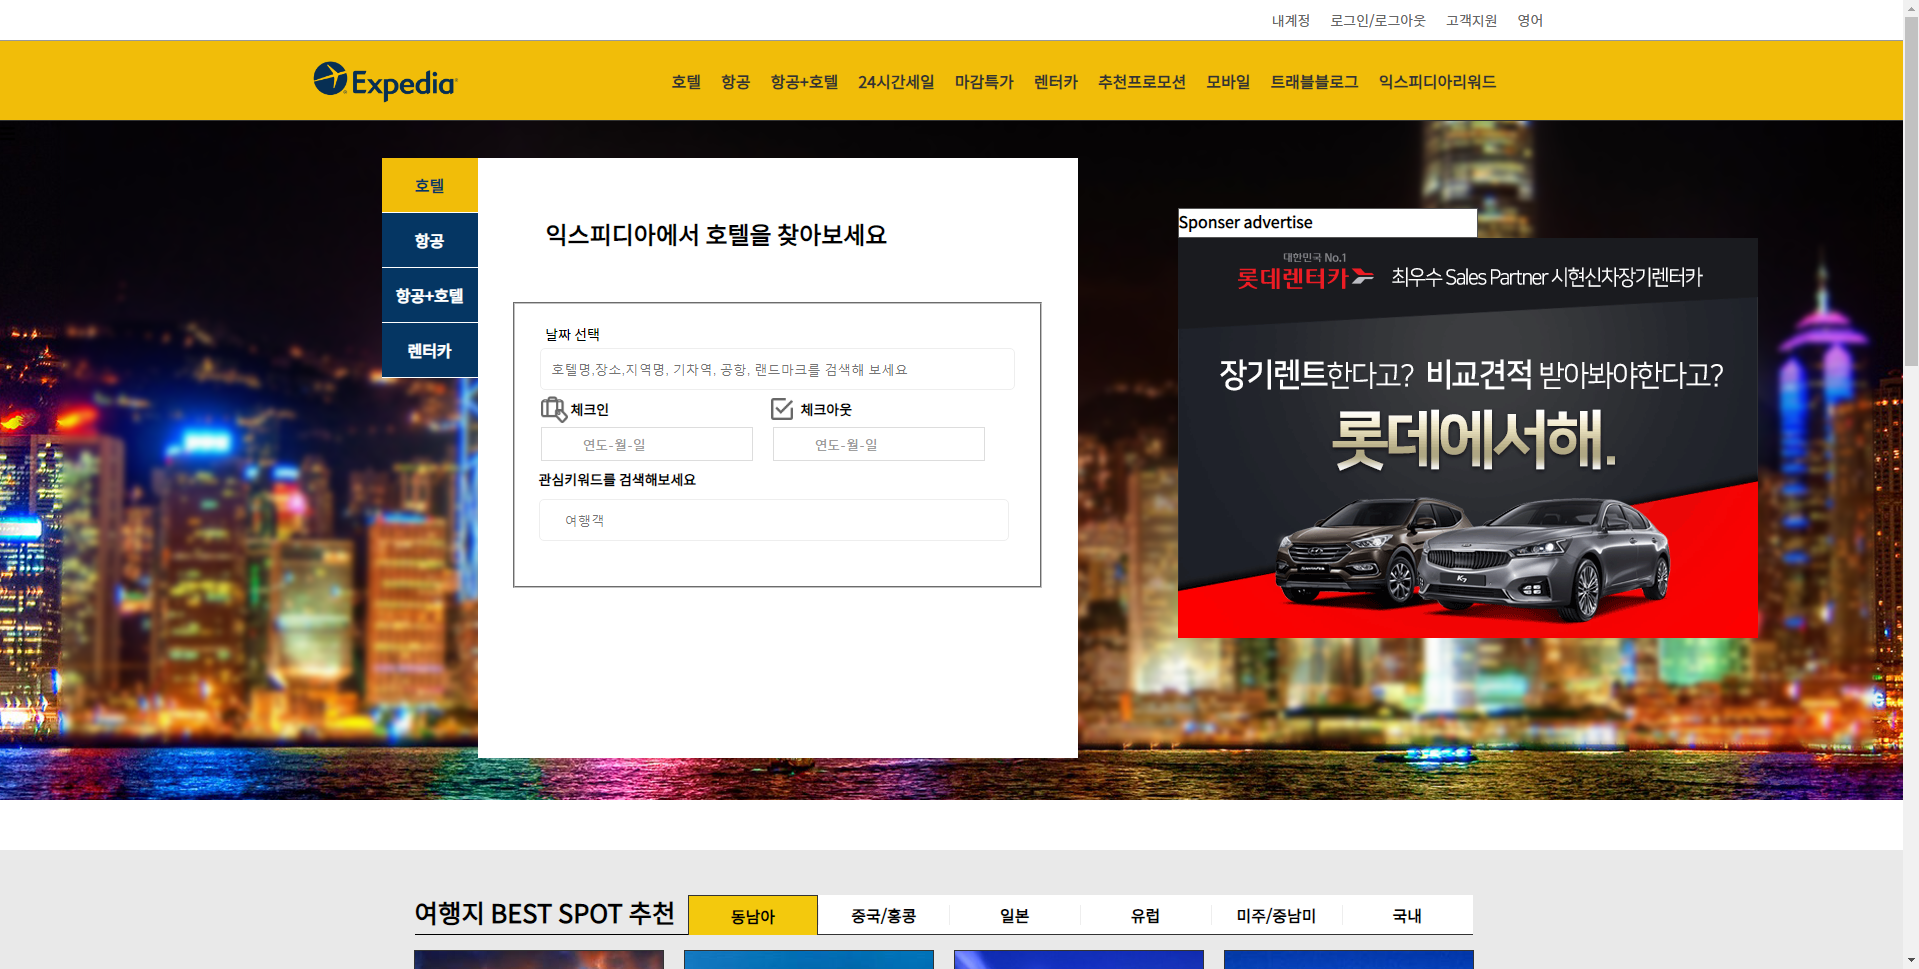 내계정 로그인/로그아웃 고객지원 영어
Expedia
호텔 항공 항공+호텔 24시간세일 마감특가 렌터카 추천프로모션 모바일 트래블블로그 익스피디아리워드
호텔
항공
항공+호텔
렌터카
익스피디아에서 호텔을 찾아보세요
날짜 선택
호텔명,장소,지역명, 기차역, 공항, 랜드마크를 검색해 보세요
체크인 체크아웃
연도-월-일 연도-월-일
관심키워드를 검색해보세요
여행객
Sponser advertise
대한민국 No.1
롯데렌터카 최우수 Sales Partner 시현신차장기렌터카
장기렌트한다고? 비교견적 받아봐야한다고?
롯데에서해.
K7
여행지 BEST SPOT 추천 동남아 중국/홍콩 일본 유럽 미주/중남미 국내